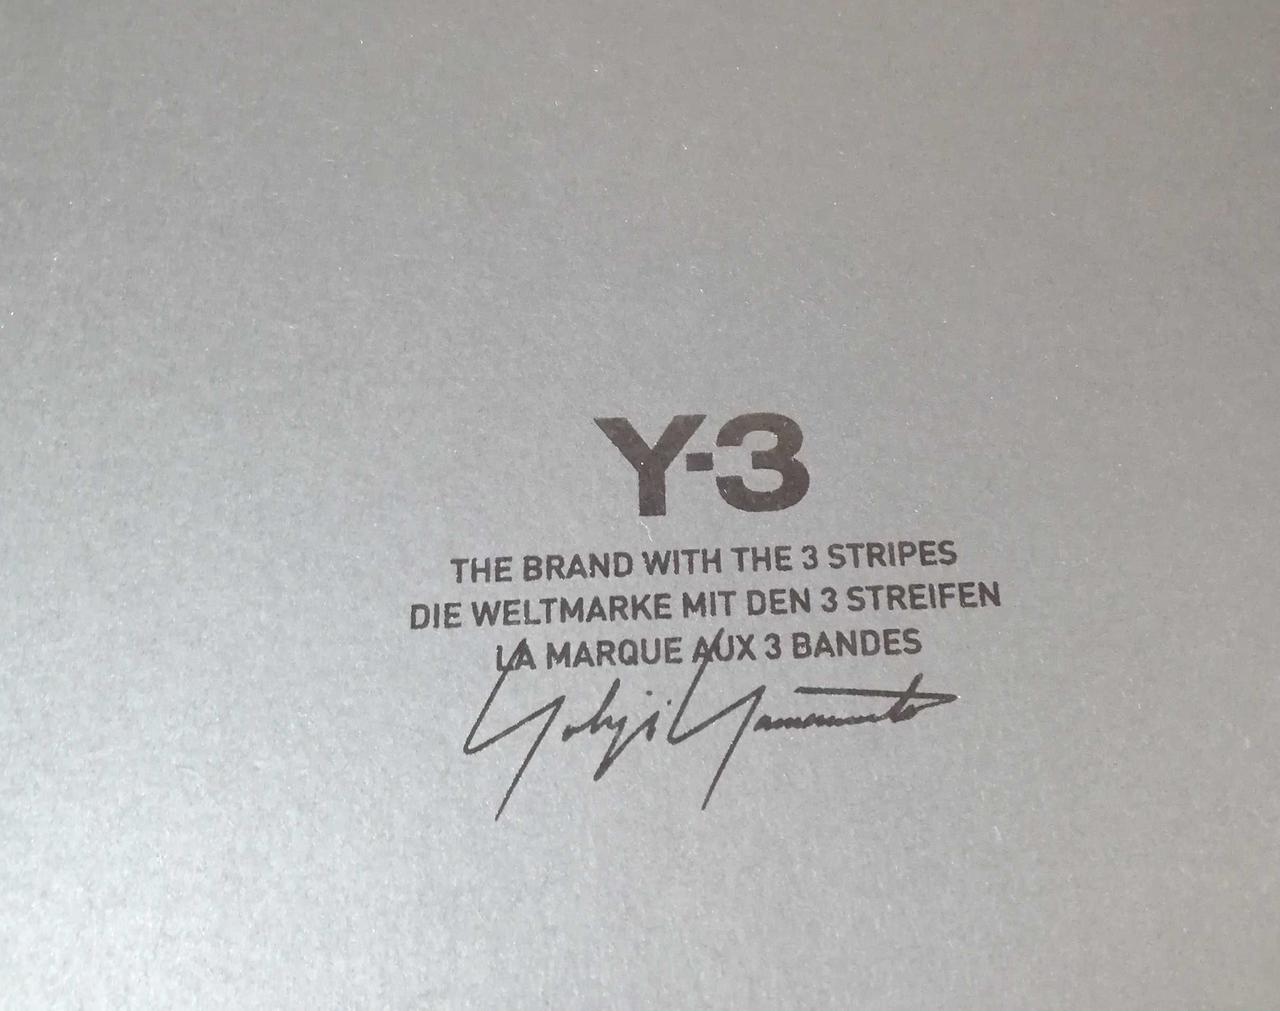 Y-3
THE BRAND WITH THE 3 STRIPES
DIE WELTMARKE MIT DEN 3 STREIFEN
LA MARQUE AUX 3 BANDES
Yohji Yamamoto